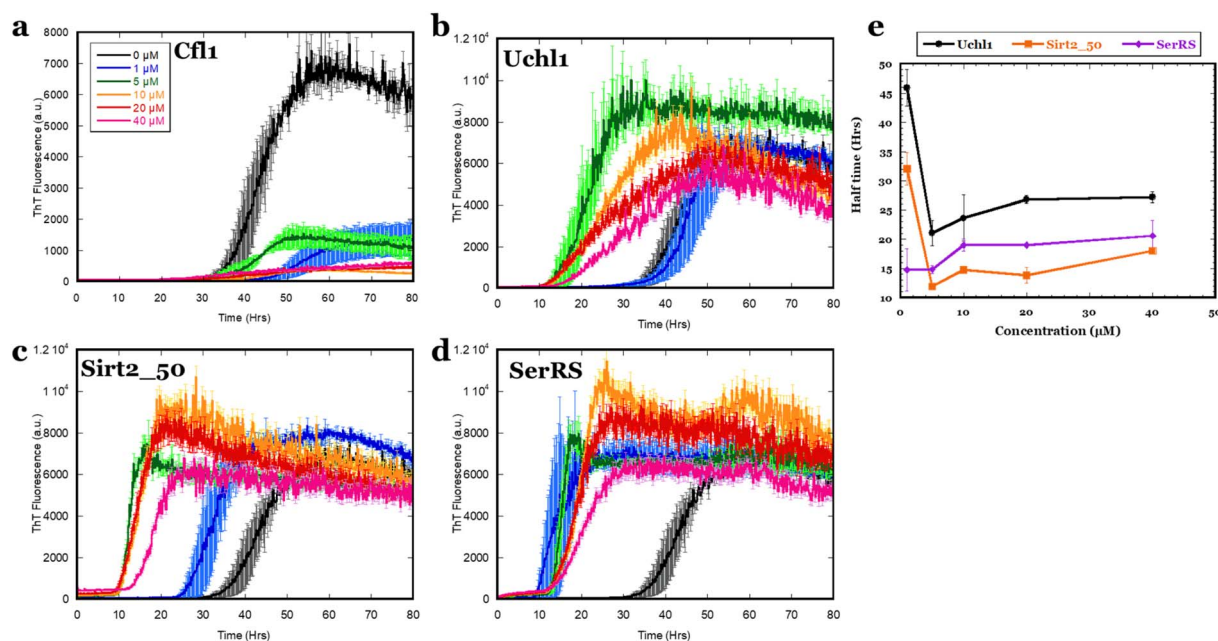 a
Cfl1
0 μM
1 μM
5 μM
10 μM
20 μM
40 μM
8000
7000
6000
5000
4000
3000
2000
1000
0
ThT Fluorescence (a.u.)
0 10 20 30 40 50 60 70 80
Time (Hrs)
b
Uchl1
1.2 10⁴
1 10⁴
8000
6000
4000
2000
0
ThT Fluorescence (a.u.)
0 10 20 30 40 50 60 70 80
Time (Hrs)
e
Uchl1 Sirt2_50 SerRS
50
45
40
35
30
25
20
15
10
Half time (Hrs)
0 10 20 30 40 50
Concentration (μM)
c
Sirt2_50
1.2 10⁴
1 10⁴
8000
6000
4000
2000
0
ThT Fluorescence (a.u.)
0 10 20 30 40 50 60 70 80
Time (Hrs)
d
SerRS
1.2 10⁴
1 10⁴
8000
6000
4000
2000
0
ThT Fluorescence (a.u.)
0 10 20 30 40 50 60 70 80
Time (Hrs)